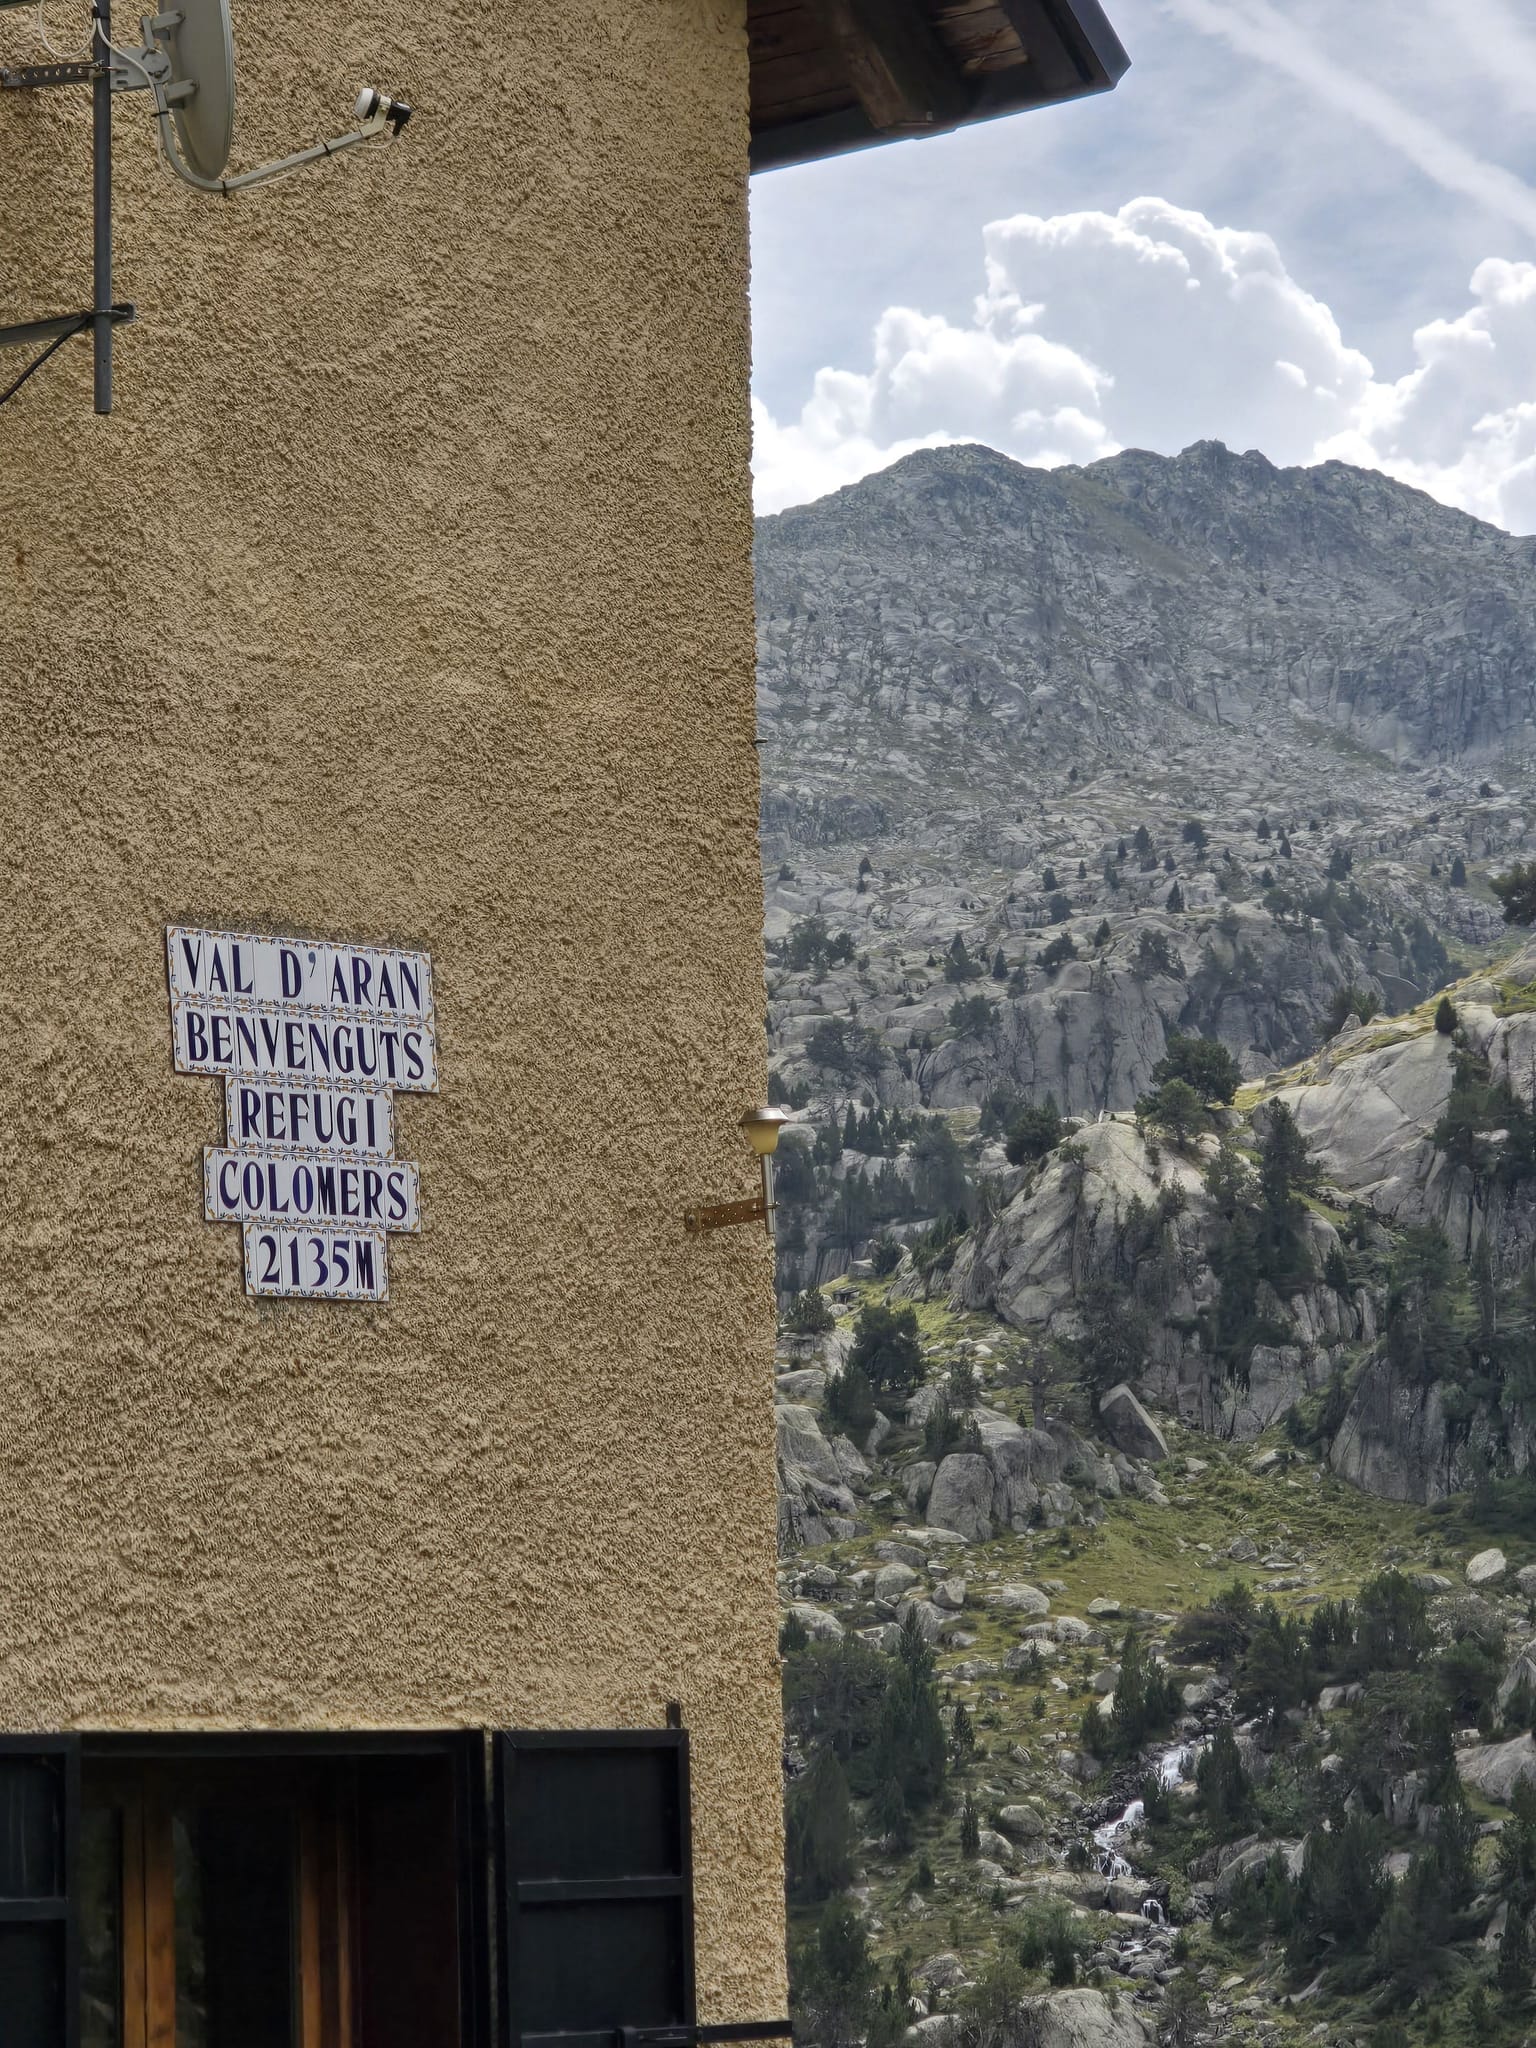 VAL D'ARAN
BENVENGUTS
REFUGI
COLOMERS
2135M